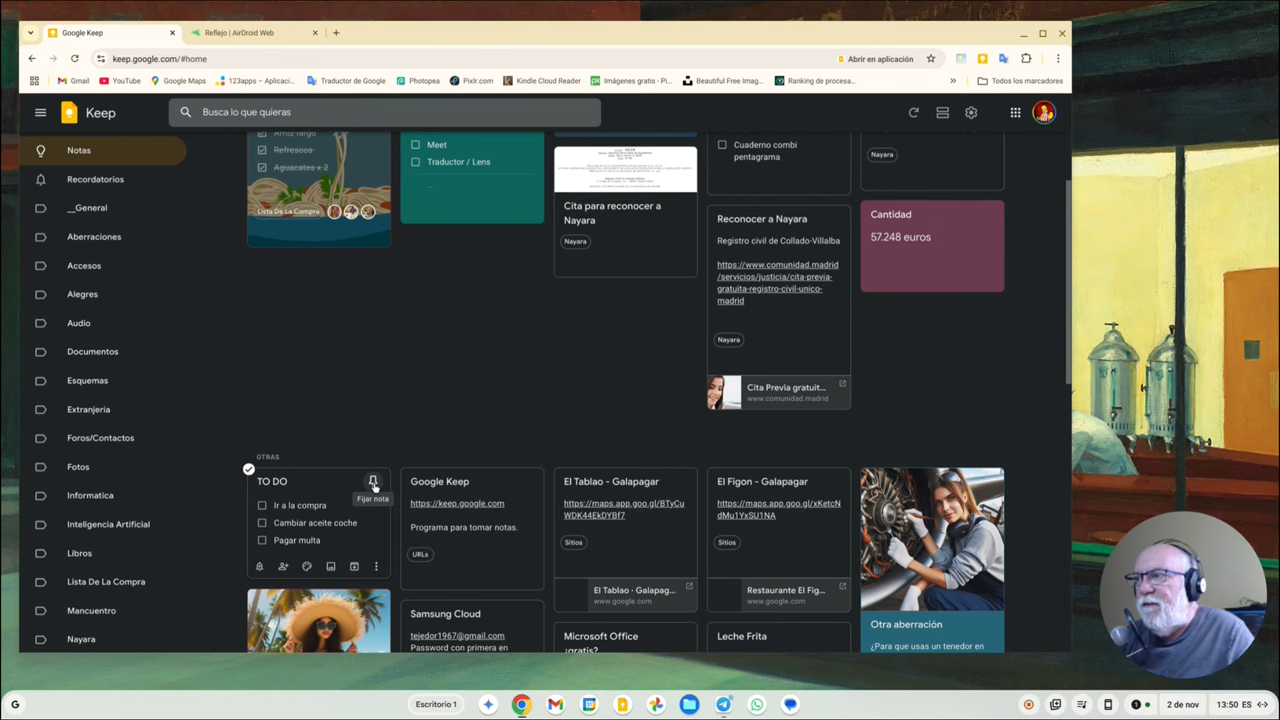 Google Keep
Reflejo | AirDroid Web
keep.google.com/#home
Abrir en aplicación
Gmail
YouTube
Google Maps
123apps – Aplicaci...
Traductor de Google
Photopea
Pixlr.com
Kindle Cloud Reader
Imágenes gratis - Pi...
Beautiful Free Imag...
Ranking de procesa...
Todos los marcadores
Keep
Busca lo que quieras
Notas
Recordatorios
__General
Aberraciones
Accesos
Alegres
Audio
Documentos
Esquemas
Extranjería
Foros/Contactos
Fotos
Informatica
Inteligencia Artificial
Libros
Lista De La Compra
Mancuentro
Nayara
Arroz largo
Refrescos
Aguacates x 2
Lista De La Compra
Meet
Traductor / Lens
...
Cita para reconocer a
Nayara
Nayara
Cuaderno combi
pentagrama
Reconocer a Nayara
Registro civil de Collado-Villalba
https://www.comunidad.madrid
/servicios/justicia/cita-previa-
gratuita-registro-civil-unico-
madrid
Nayara
Cita Previa gratuit...
www.comunidad.madrid
Nayara
Cantidad
57.248 euros
OTRAS
TO DO
Fijar nota
Ir a la compra
Cambiar aceite coche
Pagar multa
Google Keep
https://keep.google.com
Programa para tomar notas.
URLs
Samsung Cloud
tejedor1967@gmail.com
Password con primera en
El Tablao - Galapagar
https://maps.app.goo.gl/BTyCu
WDK44EkDYBf7
Sitios
El Tablao · Galapag...
www.google.com
Microsoft Office
¿gratis?
El Figon - Galapagar
https://maps.app.goo.gl/xKetcN
dMu1YxSU1NA
Sitios
Restaurante El Fig...
www.google.com
Leche Frita
Otra aberración
¿Para que usas un tenedor en
Escritorio 1
2 de nov
13:50 ES